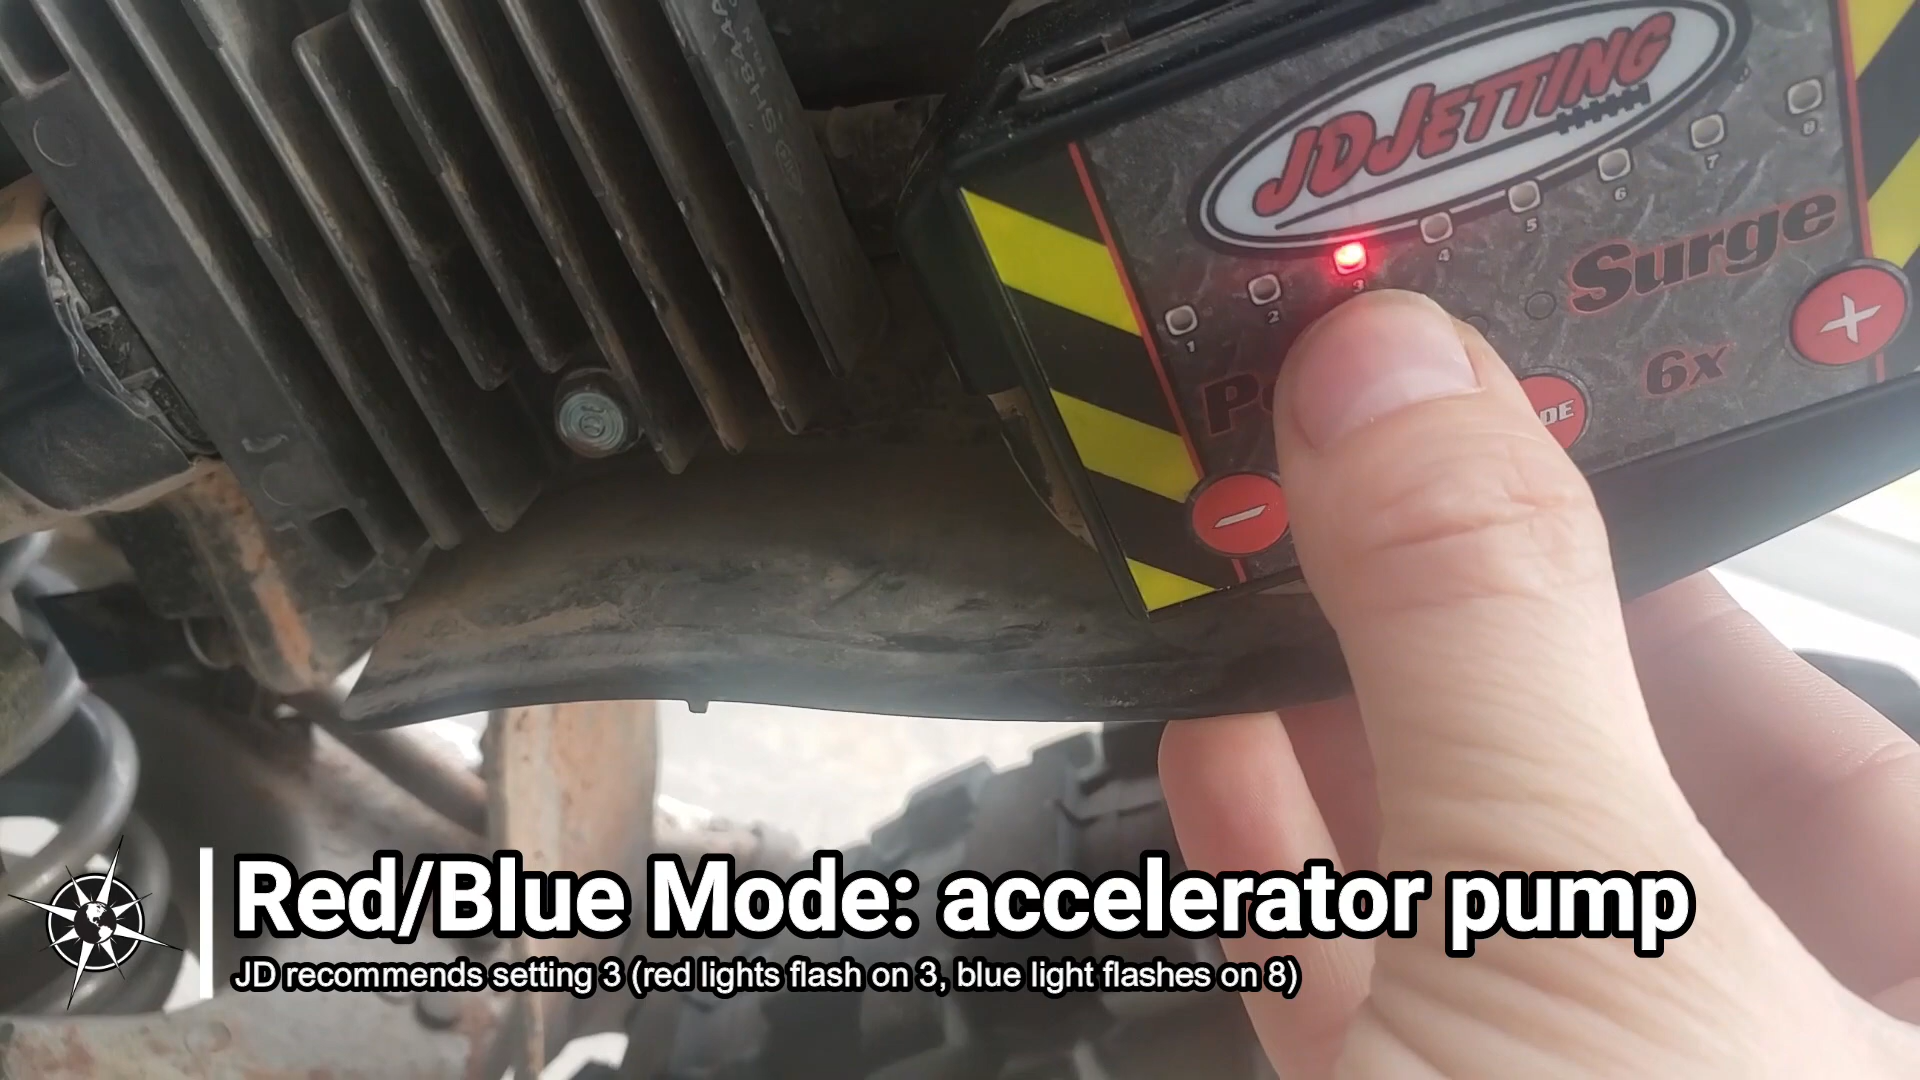 SH844A
JDJETTING
1
2
3
4
5
6
7
8
Surge
6x
Red/Blue Mode: accelerator pump
JD recommends setting 3 (red lights flash on 3, blue light flashes on 8)